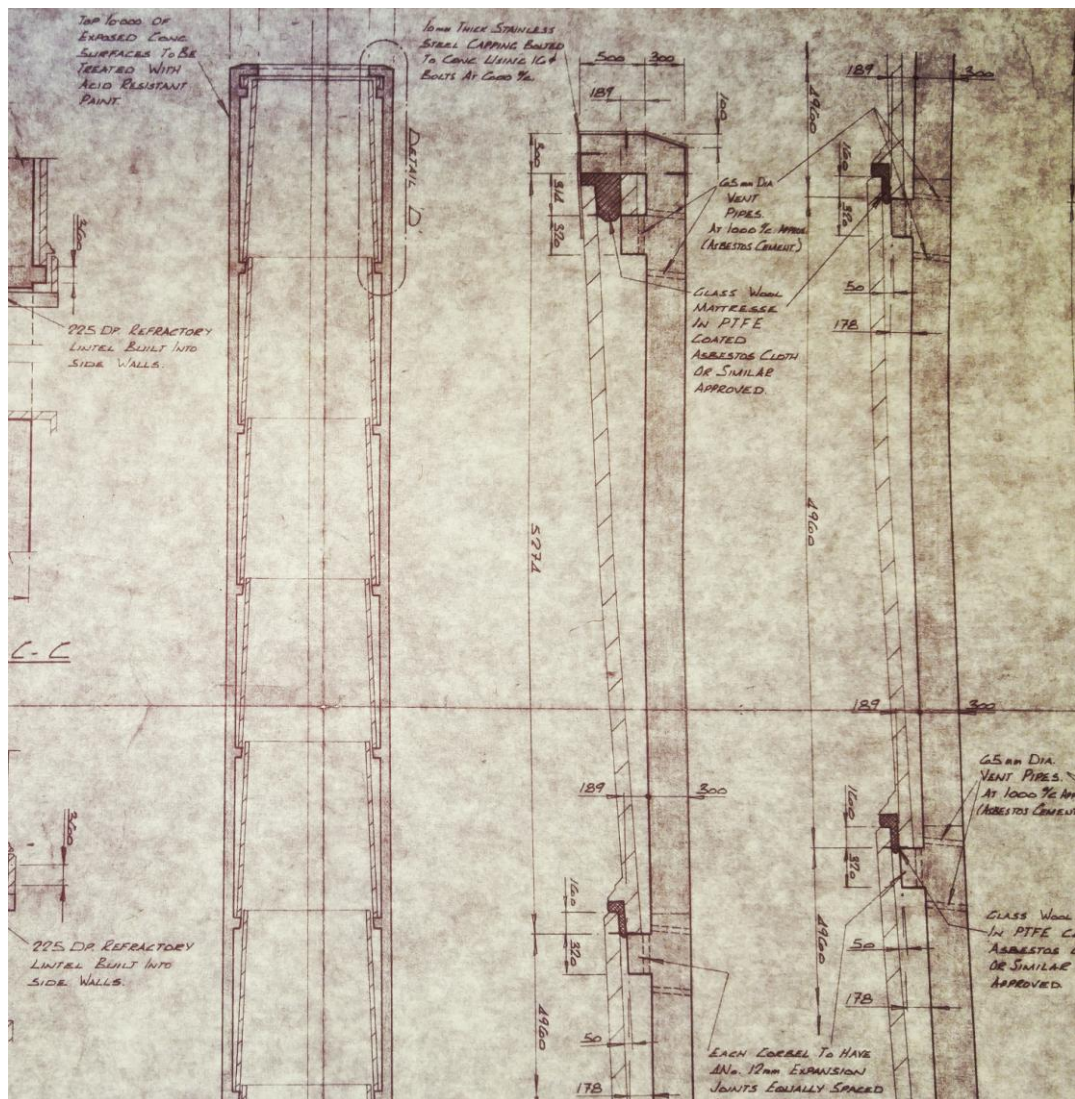 TOP 10·000 OF
EXPOSED CONC
SURFACES TO BE
TREATED WITH
ACID RESISTANT
PAINT.
10mm THICK STAINLESS
STEEL CAPPING BOLTED
TO CONC USING 16φ
BOLTS AT 6000 %
DETAIL 'D'
500
300
189
100
300
314
320
65mm DIA
VENT
PIPES.
AT 1000 % APPROX
(ASBESTOS CEMENT)
GLASS WOOL
MATTRESSE
IN PTFE
COATED
ASBESTOS CLOTH
OR SIMILAR
APPROVED.
189
300
4960
160
320
50
178
225 DP. REFRACTORY
LINTEL BUILT INTO
SIDE WALLS.
5274
4960
C-C
189
300
189
300
65mm DIA.
VENT PIPES.
AT 1000 %
(ASBESTOS CEMENT
160
320
160
320
225 DP. REFRACTORY
LINTEL BUILT INTO
SIDE WALLS.
GLASS WOOL
IN PTFE
ASBESTOS
OR SIMILAR
APPROVED
4960
50
178
4960
50
178
EACH CORBEL TO HAVE
4No. 12mm EXPANSION
JOINTS EQUALLY SPACED